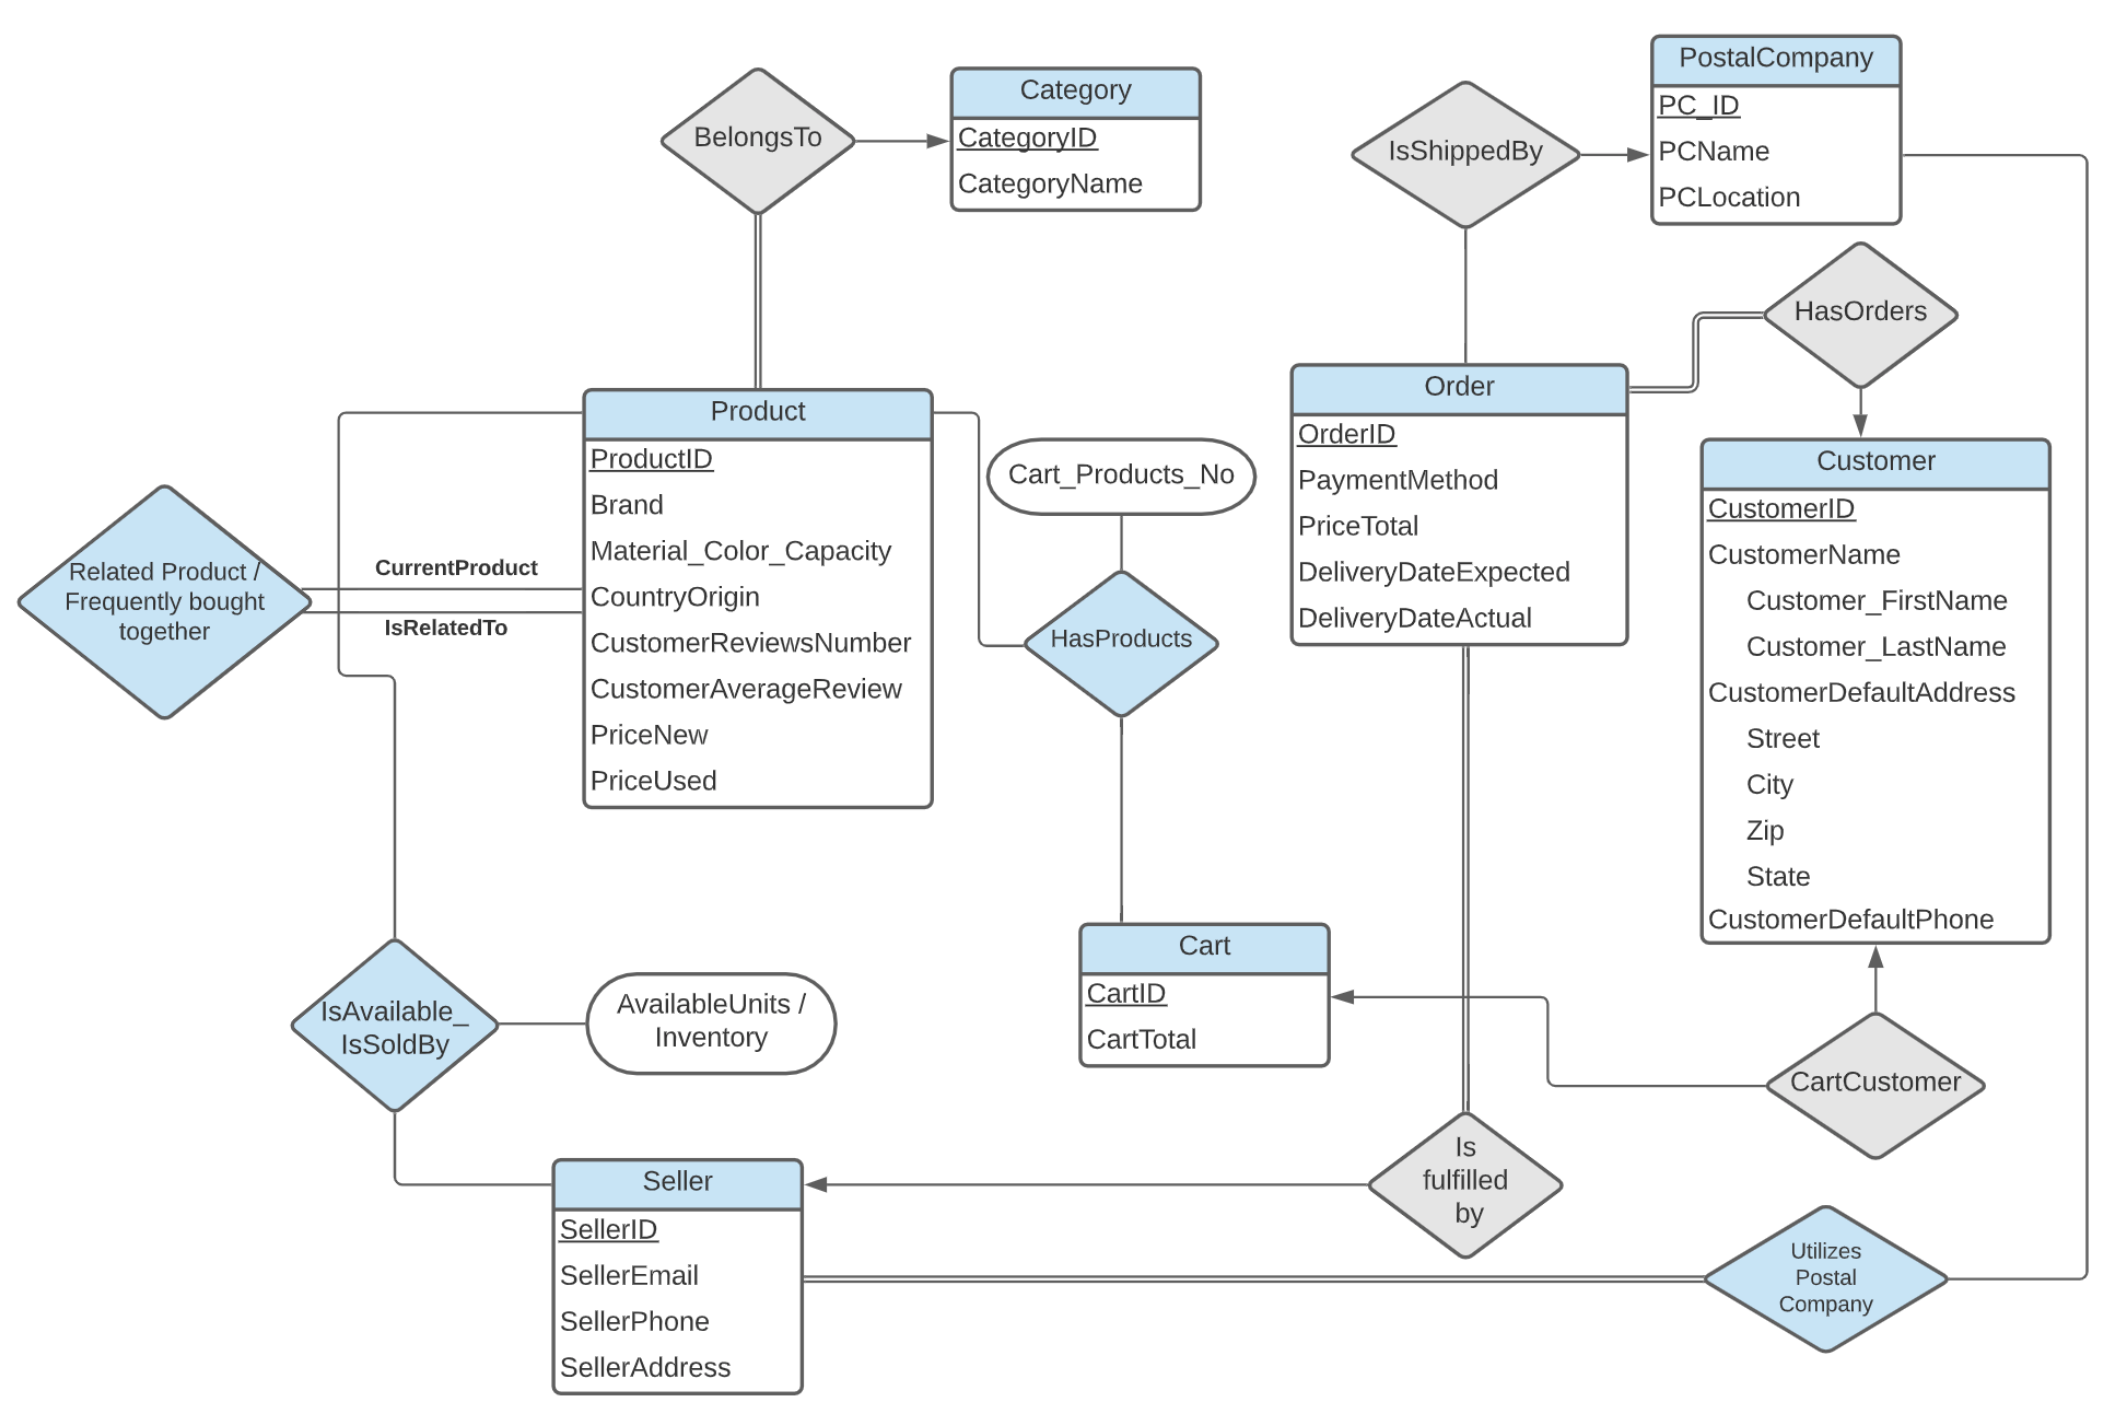 PostalCompany
PC_ID
PCName
PCLocation
Category
CategoryID
CategoryName
BelongsTo
IsShippedBy
HasOrders
Product
ProductID
Brand
Material_Color_Capacity
CountryOrigin
CustomerReviewsNumber
CustomerAverageReview
PriceNew
PriceUsed
Order
OrderID
PaymentMethod
PriceTotal
DeliveryDateExpected
DeliveryDateActual
Customer
CustomerID
CustomerName
Customer_FirstName
Customer_LastName
CustomerDefaultAddress
Street
City
Zip
State
CustomerDefaultPhone
Cart_Products_No
HasProducts
Related Product /
Frequently bought
together
CurrentProduct
IsRelatedTo
Cart
CartID
CartTotal
IsAvailable_
IsSoldBy
AvailableUnits /
Inventory
CartCustomer
Is
fulfilled
by
Seller
SellerID
SellerEmail
SellerPhone
SellerAddress
Utilizes
Postal
Company